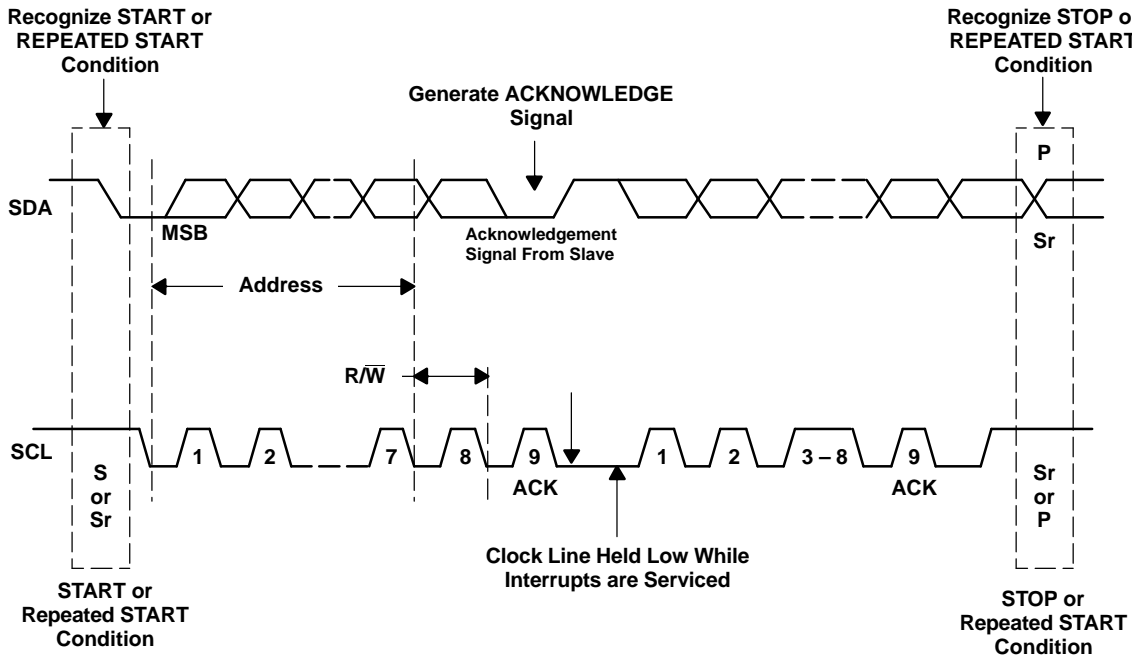 Recognize START or
REPEATED START
Condition
Recognize STOP o
REPEATED START
Condition
Generate ACKNOWLEDGE
Signal
P
SDA
MSB
Acknowledgement
Signal From Slave
Sr
Address
R/W̅
SCL
1
2
7
8
9
1
2
3 – 8
9
ACK
ACK
S
or
Sr
Sr
or
P
Clock Line Held Low While
Interrupts are Serviced
START or
Repeated START
Condition
STOP or
Repeated START
Condition